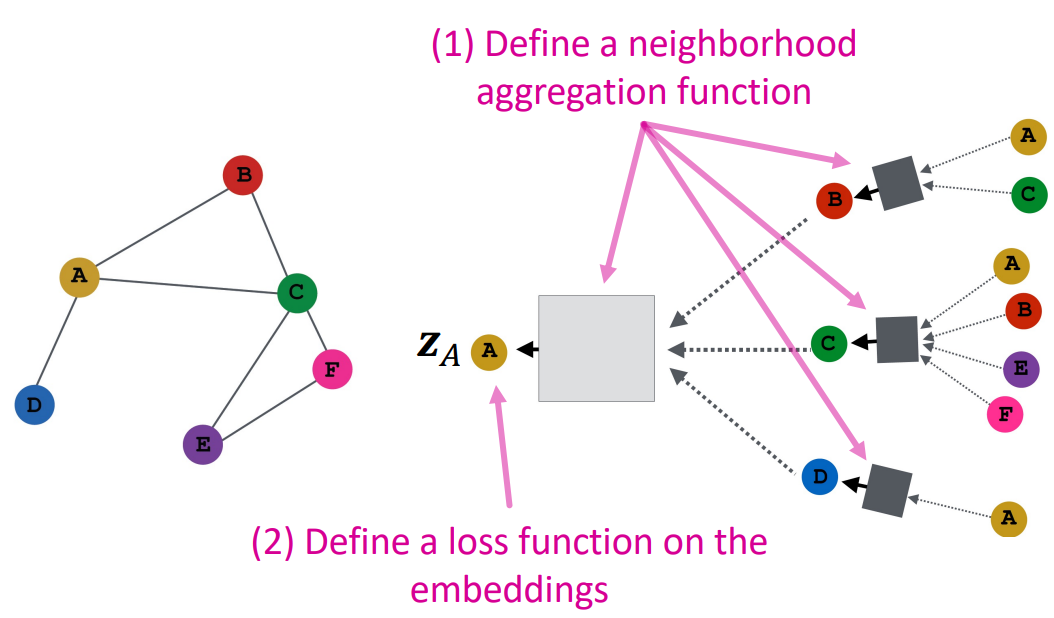 (1) Define a neighborhood
aggregation function
B
A
C
F
D
E
z_A
A
B
C
D
A
C
A
B
E
F
A
(2) Define a loss function on the
embeddings